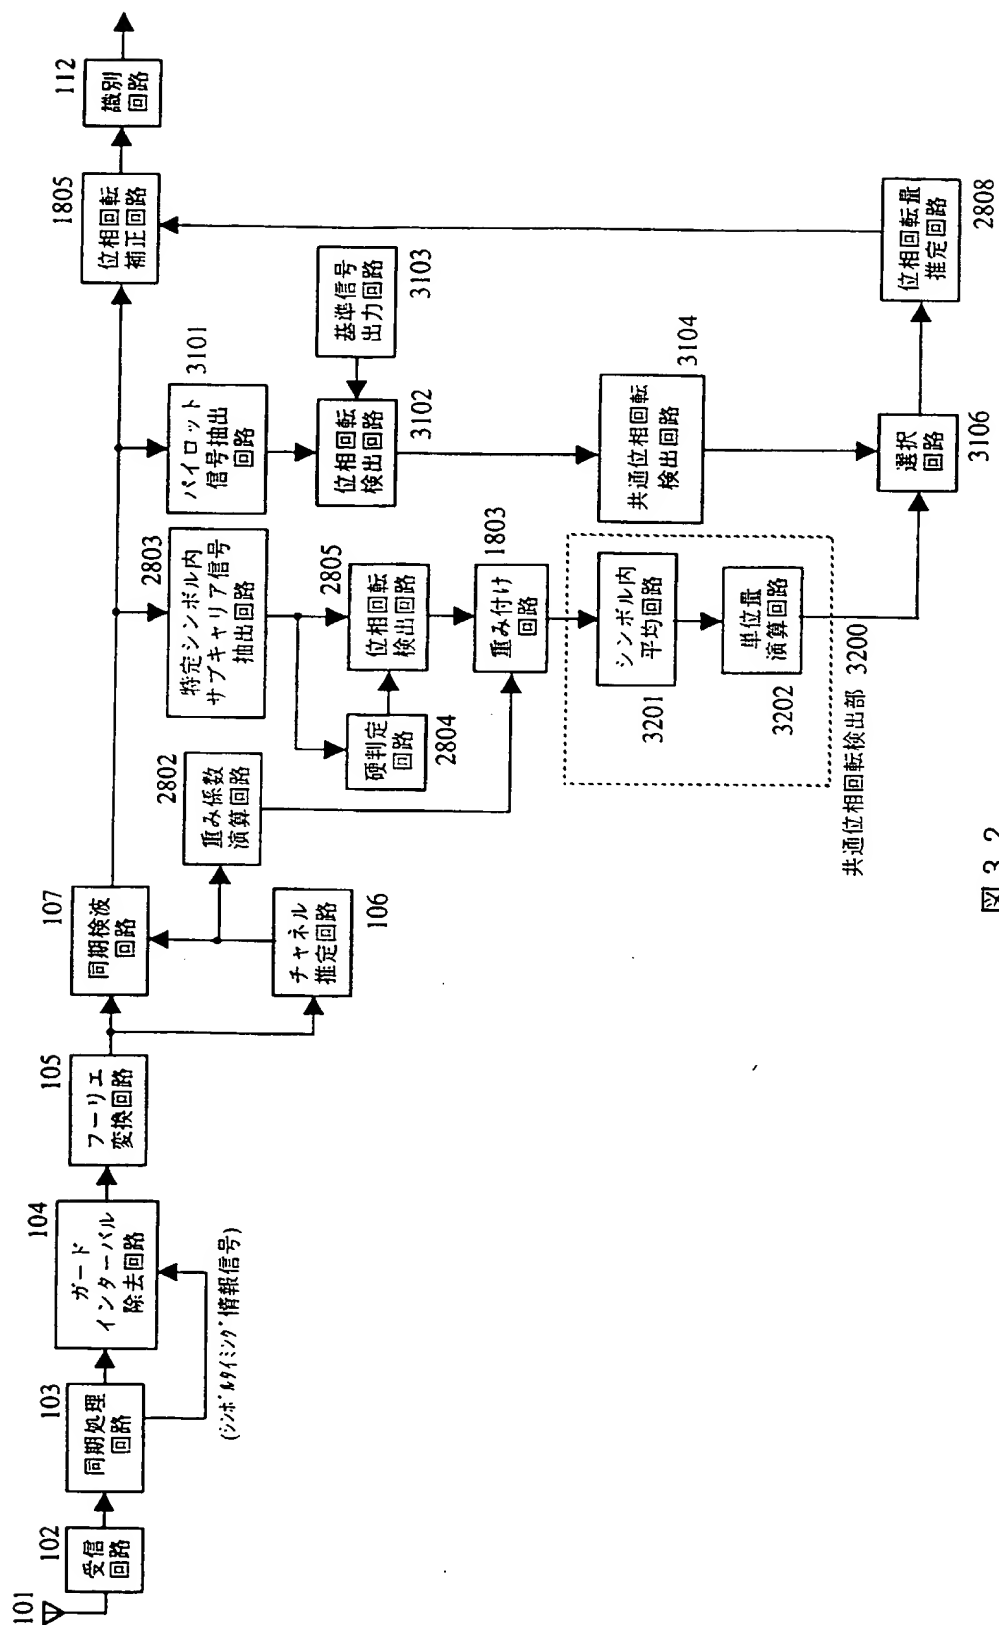 101
102
受信
回路
103
同期処理
回路
(シンボルタイミング情報信号)
104
ガード
インターバル
除去回路
105
フーリエ
変換回路
107
同期検波
回路
チャネル
推定回路
106
2802
重み係数
演算回路
2803
特定シンボル内
サブキャリア信号
抽出回路
硬判定
回路
2804
2805
位相回転
検出回路
1803
重み付け
回路
シンボル内
平均回路
3201
単位量
演算回路
3202
共通位相回転検出部 3200
パイロット
信号抽出
回路
3101
位相回転
検出回路
3102
基準信号
出力回路
3103
共通位相回転
検出回路
3104
選択
回路
3106
位相回転量
推定回路
2808
1805
位相回転
補正回路
112
識別
回路
図32